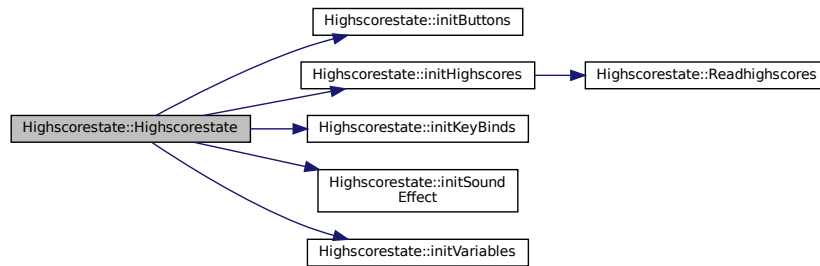 Highscorestate::initButtons
Highscorestate::initHighscores
Highscorestate::Readhighscores
Highscorestate::Highscorestate
Highscorestate::initKeyBinds
Highscorestate::initSound
Effect
Highscorestate::initVariables